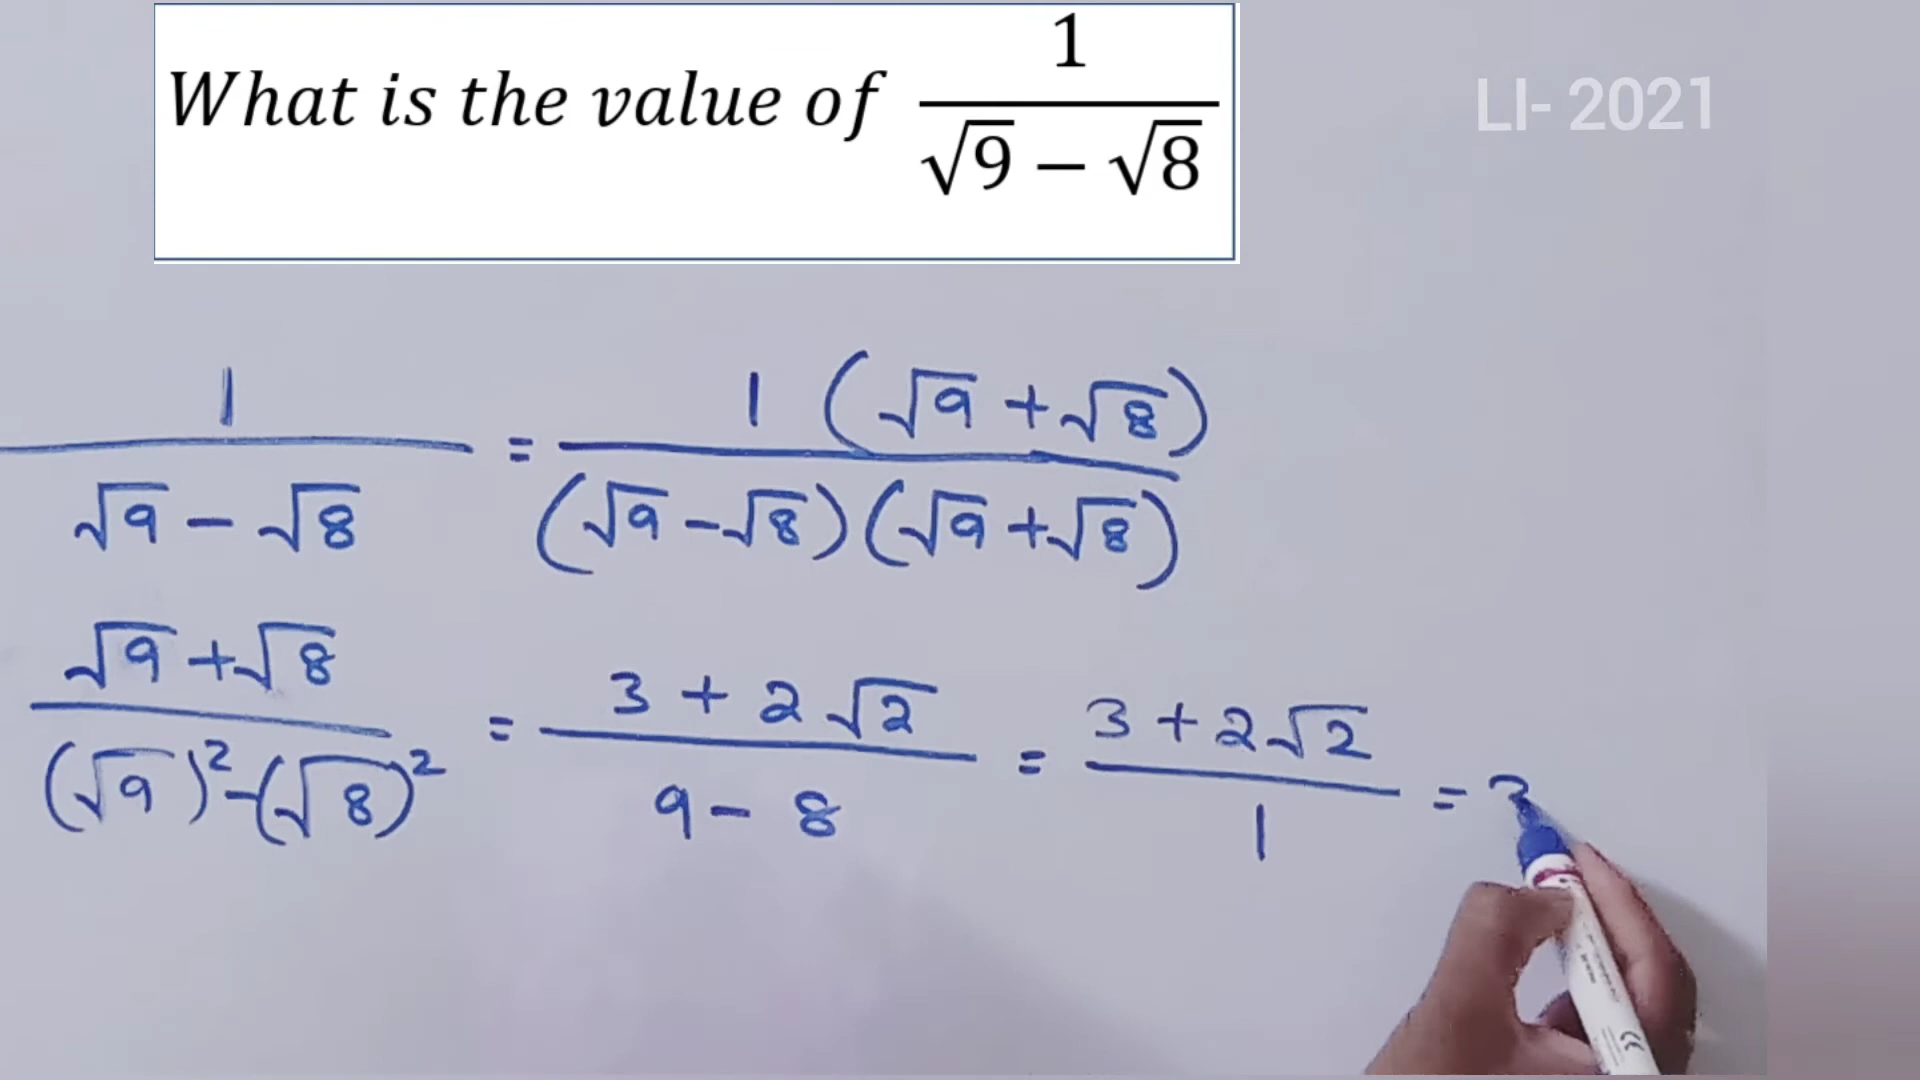 What is the value of 1/(√9 − √8)
LI- 2021
1/(√9 − √8) = 1(√9 + √8)/((√9 − √8)(√9 + √8))
(√9 + √8)/((√9)² − (√8)²) = (3 + 2√2)/(9 − 8) = (3 + 2√2)/1 = 3